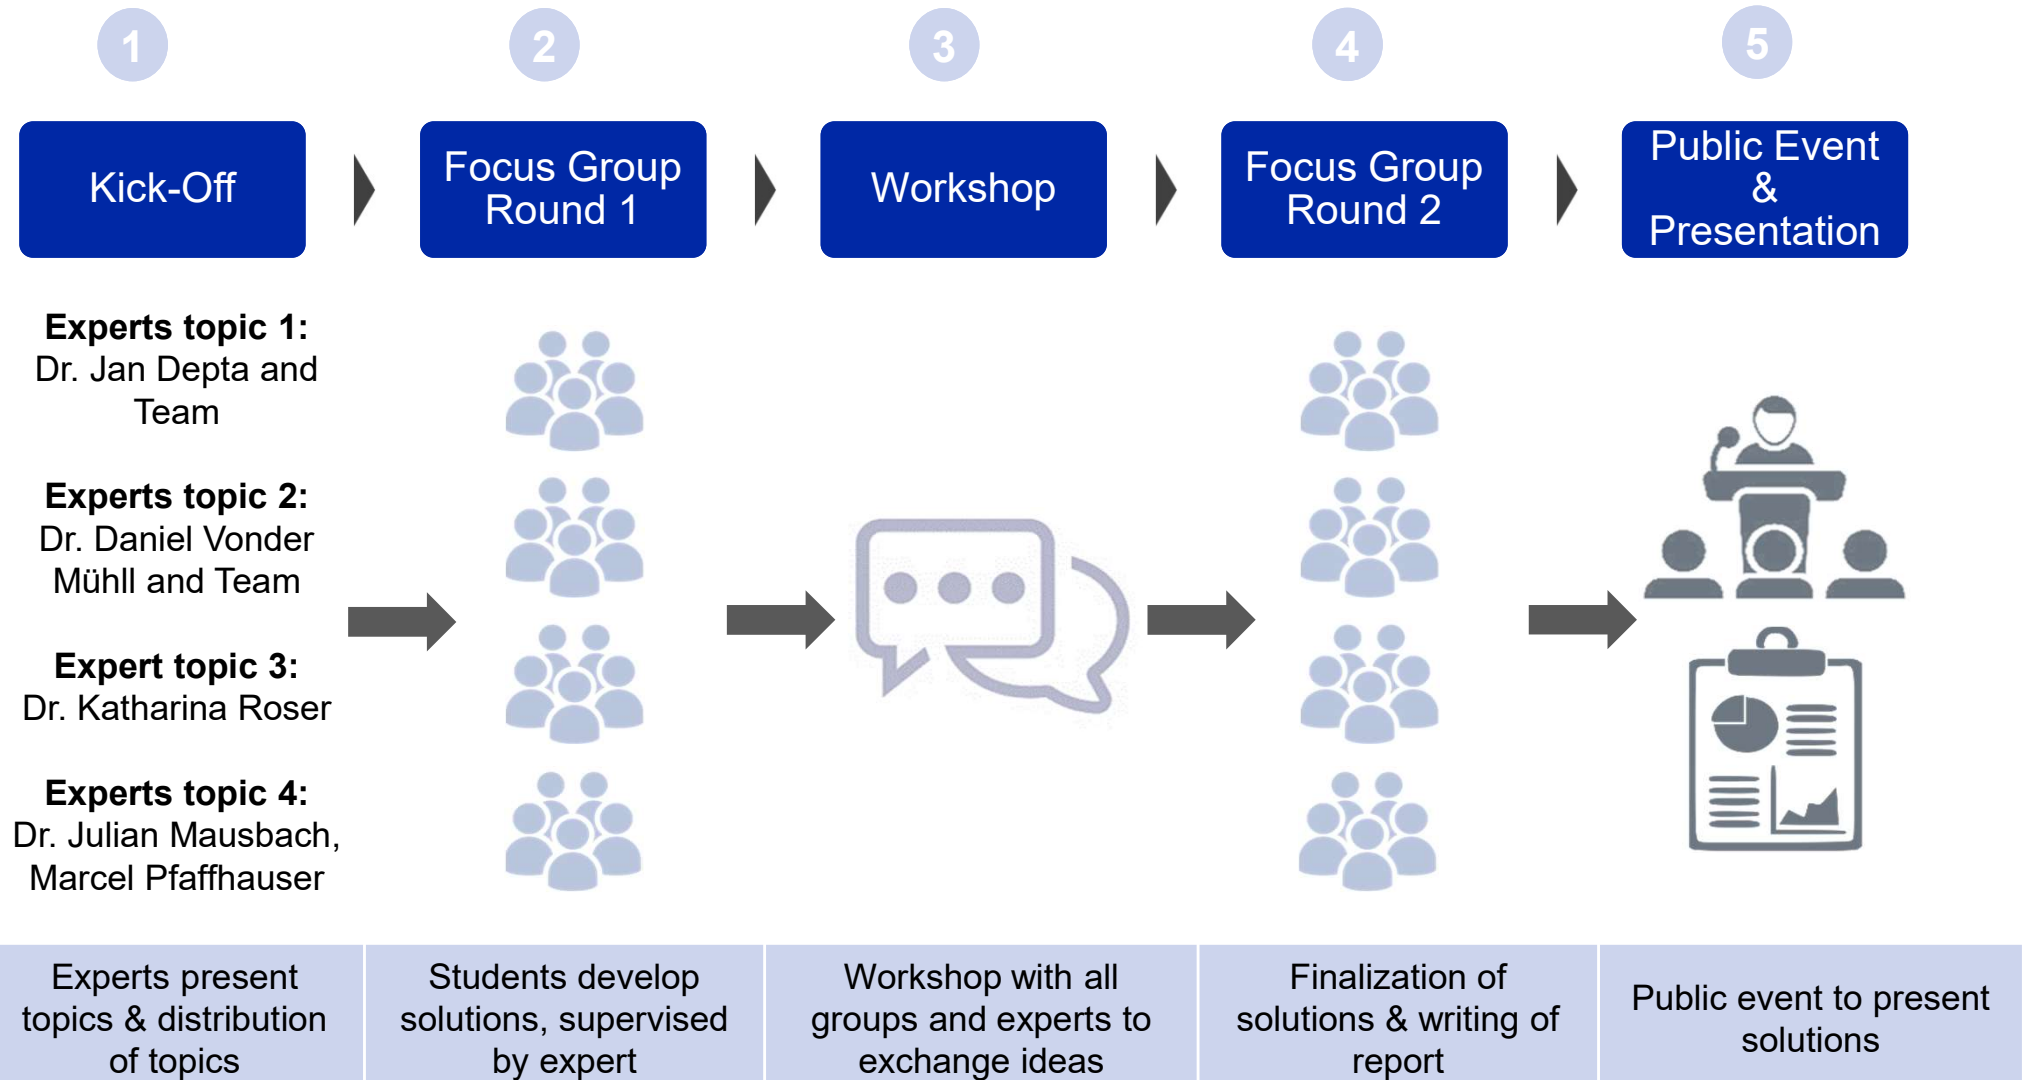 1
2
3
4
5
Kick-Off
Focus Group
Round 1
Workshop
Focus Group
Round 2
Public Event
&
Presentation
Experts topic 1:
Dr. Jan Depta and
Team
Experts topic 2:
Dr. Daniel Vonder
Mühll and Team
Expert topic 3:
Dr. Katharina Roser
Experts topic 4:
Dr. Julian Mausbach,
Marcel Pfaffhauser
Experts present
topics & distribution
of topics
Students develop
solutions, supervised
by expert
Workshop with all
groups and experts to
exchange ideas
Finalization of
solutions & writing of
report
Public event to present
solutions